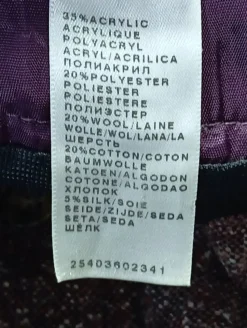 35%ACRYLIC
ACRYLIQUE
POLYACRYL
ACRYL/ACRILICA
ПОЛИАКРИЛ
20%POLYESTER
POLIESTER
POLIESTERE
ПОЛИЭСТЕР
20%WOOL/LAINE
WOLLE/WOL/LANA/LA
ШЕРСТЬ
20%COTTON/COTON
BAUMWOLLE
KATOEN/ALGODON
COTONE/ALGODAO
ХЛОПОК
5%SILK/SOIE
SEIDE/ZIJDE/SEDA
SETA/SEDA
ШЁЛК
25403602341